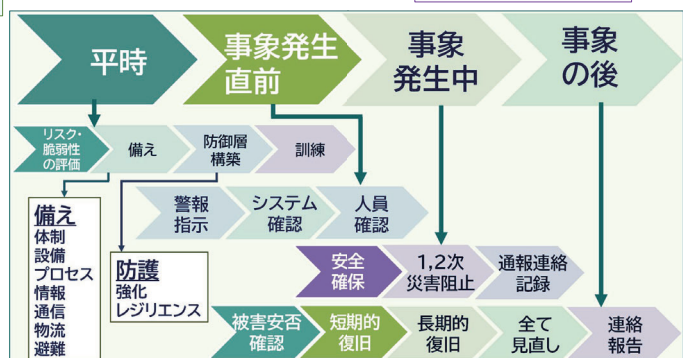 平時
事象発生
直前
事象
発生中
事象
の後
リスク・
脆弱性
の評価
備え
防御層
構築
訓練
警報
指示
システム
確認
人員
確認
備え
体制
設備
プロセス
情報
通信
物流
避難
防護
強化
レジリエンス
安全
確保
1,2次
災害阻止
通報連絡
記録
被害安否
確認
短期的
復旧
長期的
復旧
全て
見直し
連絡
報告